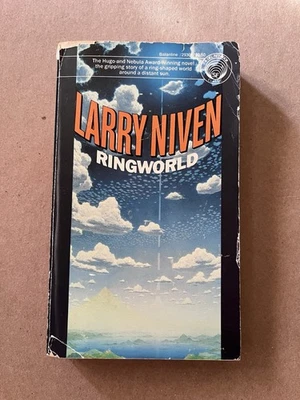 The Hugo and Nebula Award-Winning novel...
the gripping story of a ring-shaped world
around a distant sun.
Ballantine
LARRY NIVEN
RINGWORLD